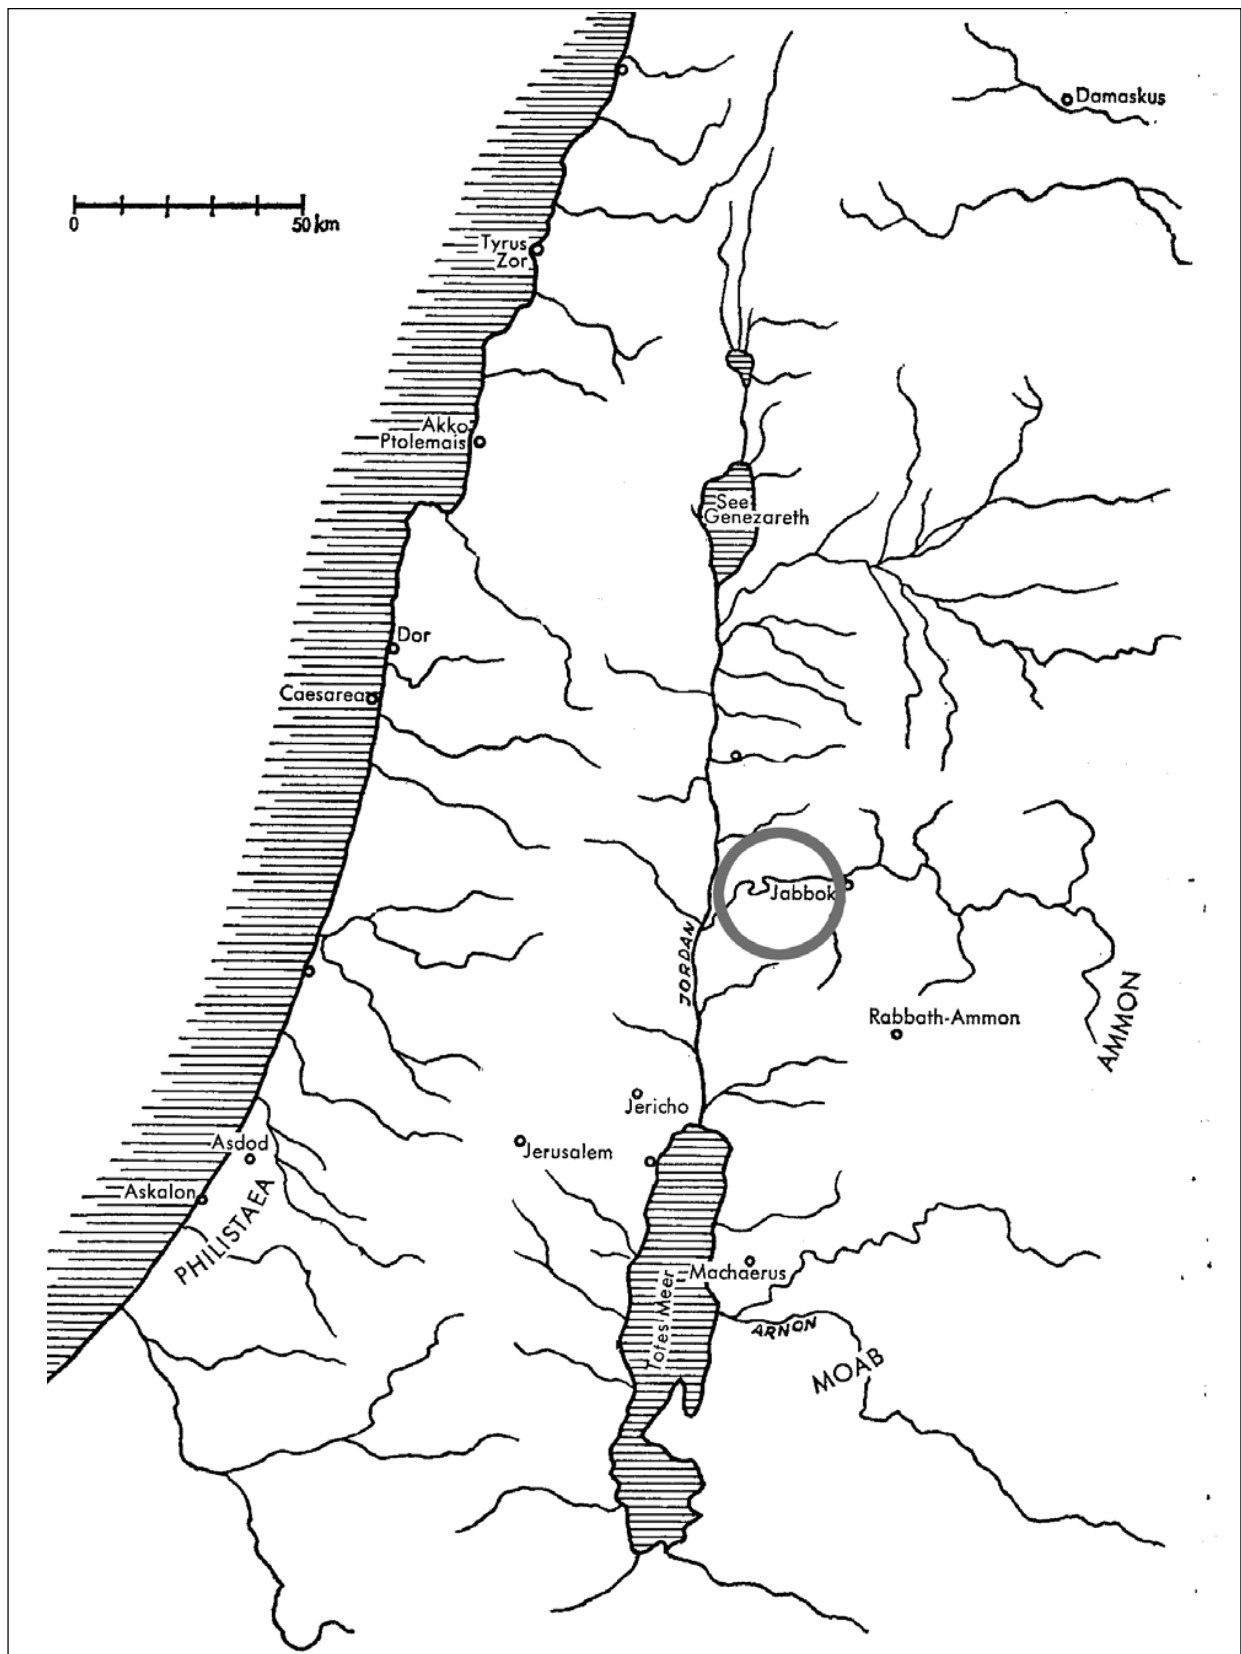 Damaskus
0 50 km
Tyrus
Zor
Akko
Ptolemais
See
Genezareth
Dor
Caesarea
Jabbok
JORDAN
AMMON
Rabbath-Ammon
Jericho
Asdod
Jerusalem
Askalon
PHILISTAEA
Machaerus
Totes Meer
ARNON
MOAB